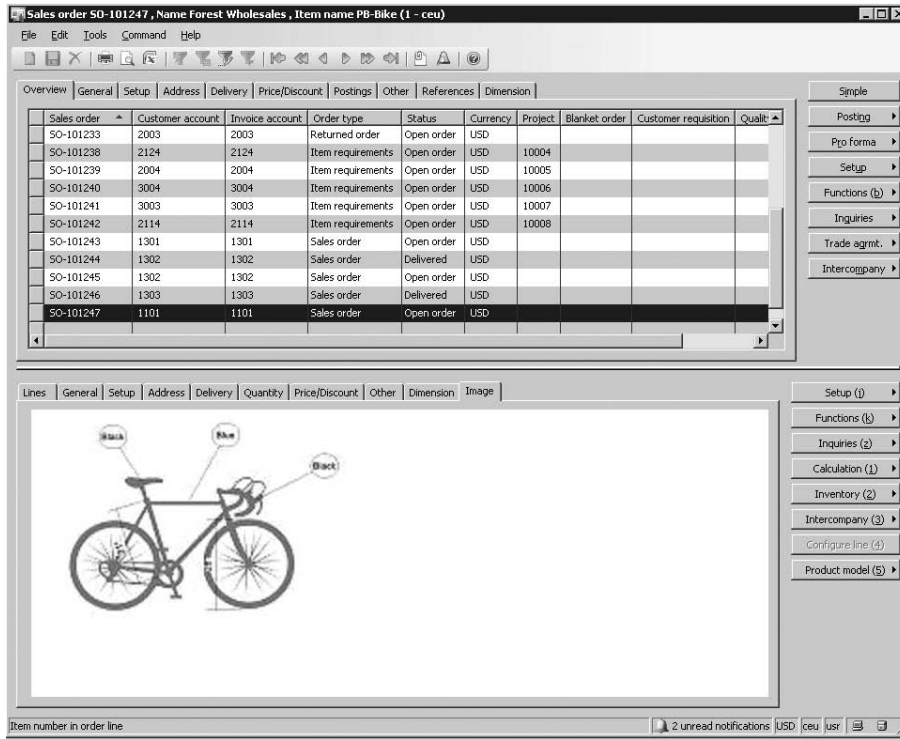 Sales order SO-101247 , Name Forest Wholesales , Item name PB-Bike (1 - ceu)
File Edit Tools Command Help
Overview General Setup Address Delivery Price/Discount Postings Other References Dimension
Simple
Posting
Pro forma
Setup
Functions (b)
Inquiries
Trade agrmt.
Intercompany
Sales order Customer account Invoice account Order type Status Currency Project Blanket order Customer requisition Qualit
SO-101233 2003 2003 Returned order Open order USD
SO-101238 2124 2124 Item requirements Open order USD 10004
SO-101239 2004 2004 Item requirements Open order USD 10005
SO-101240 3004 3004 Item requirements Open order USD 10006
SO-101241 3003 3003 Item requirements Open order USD 10007
SO-101242 2114 2114 Item requirements Open order USD 10008
SO-101243 1301 1301 Sales order Open order USD
SO-101244 1302 1302 Sales order Delivered USD
SO-101245 1302 1302 Sales order Open order USD
SO-101246 1303 1303 Sales order Delivered USD
SO-101247 1101 1101 Sales order Open order USD
Lines General Setup Address Delivery Quantity Price/Discount Other Dimension Image
Black
Blue
Black
Setup (j)
Functions (k)
Inquiries (z)
Calculation (1)
Inventory (2)
Intercompany (3)
Configure line (4)
Product model (5)
Item number in order line
2 unread notifications USD ceu usr